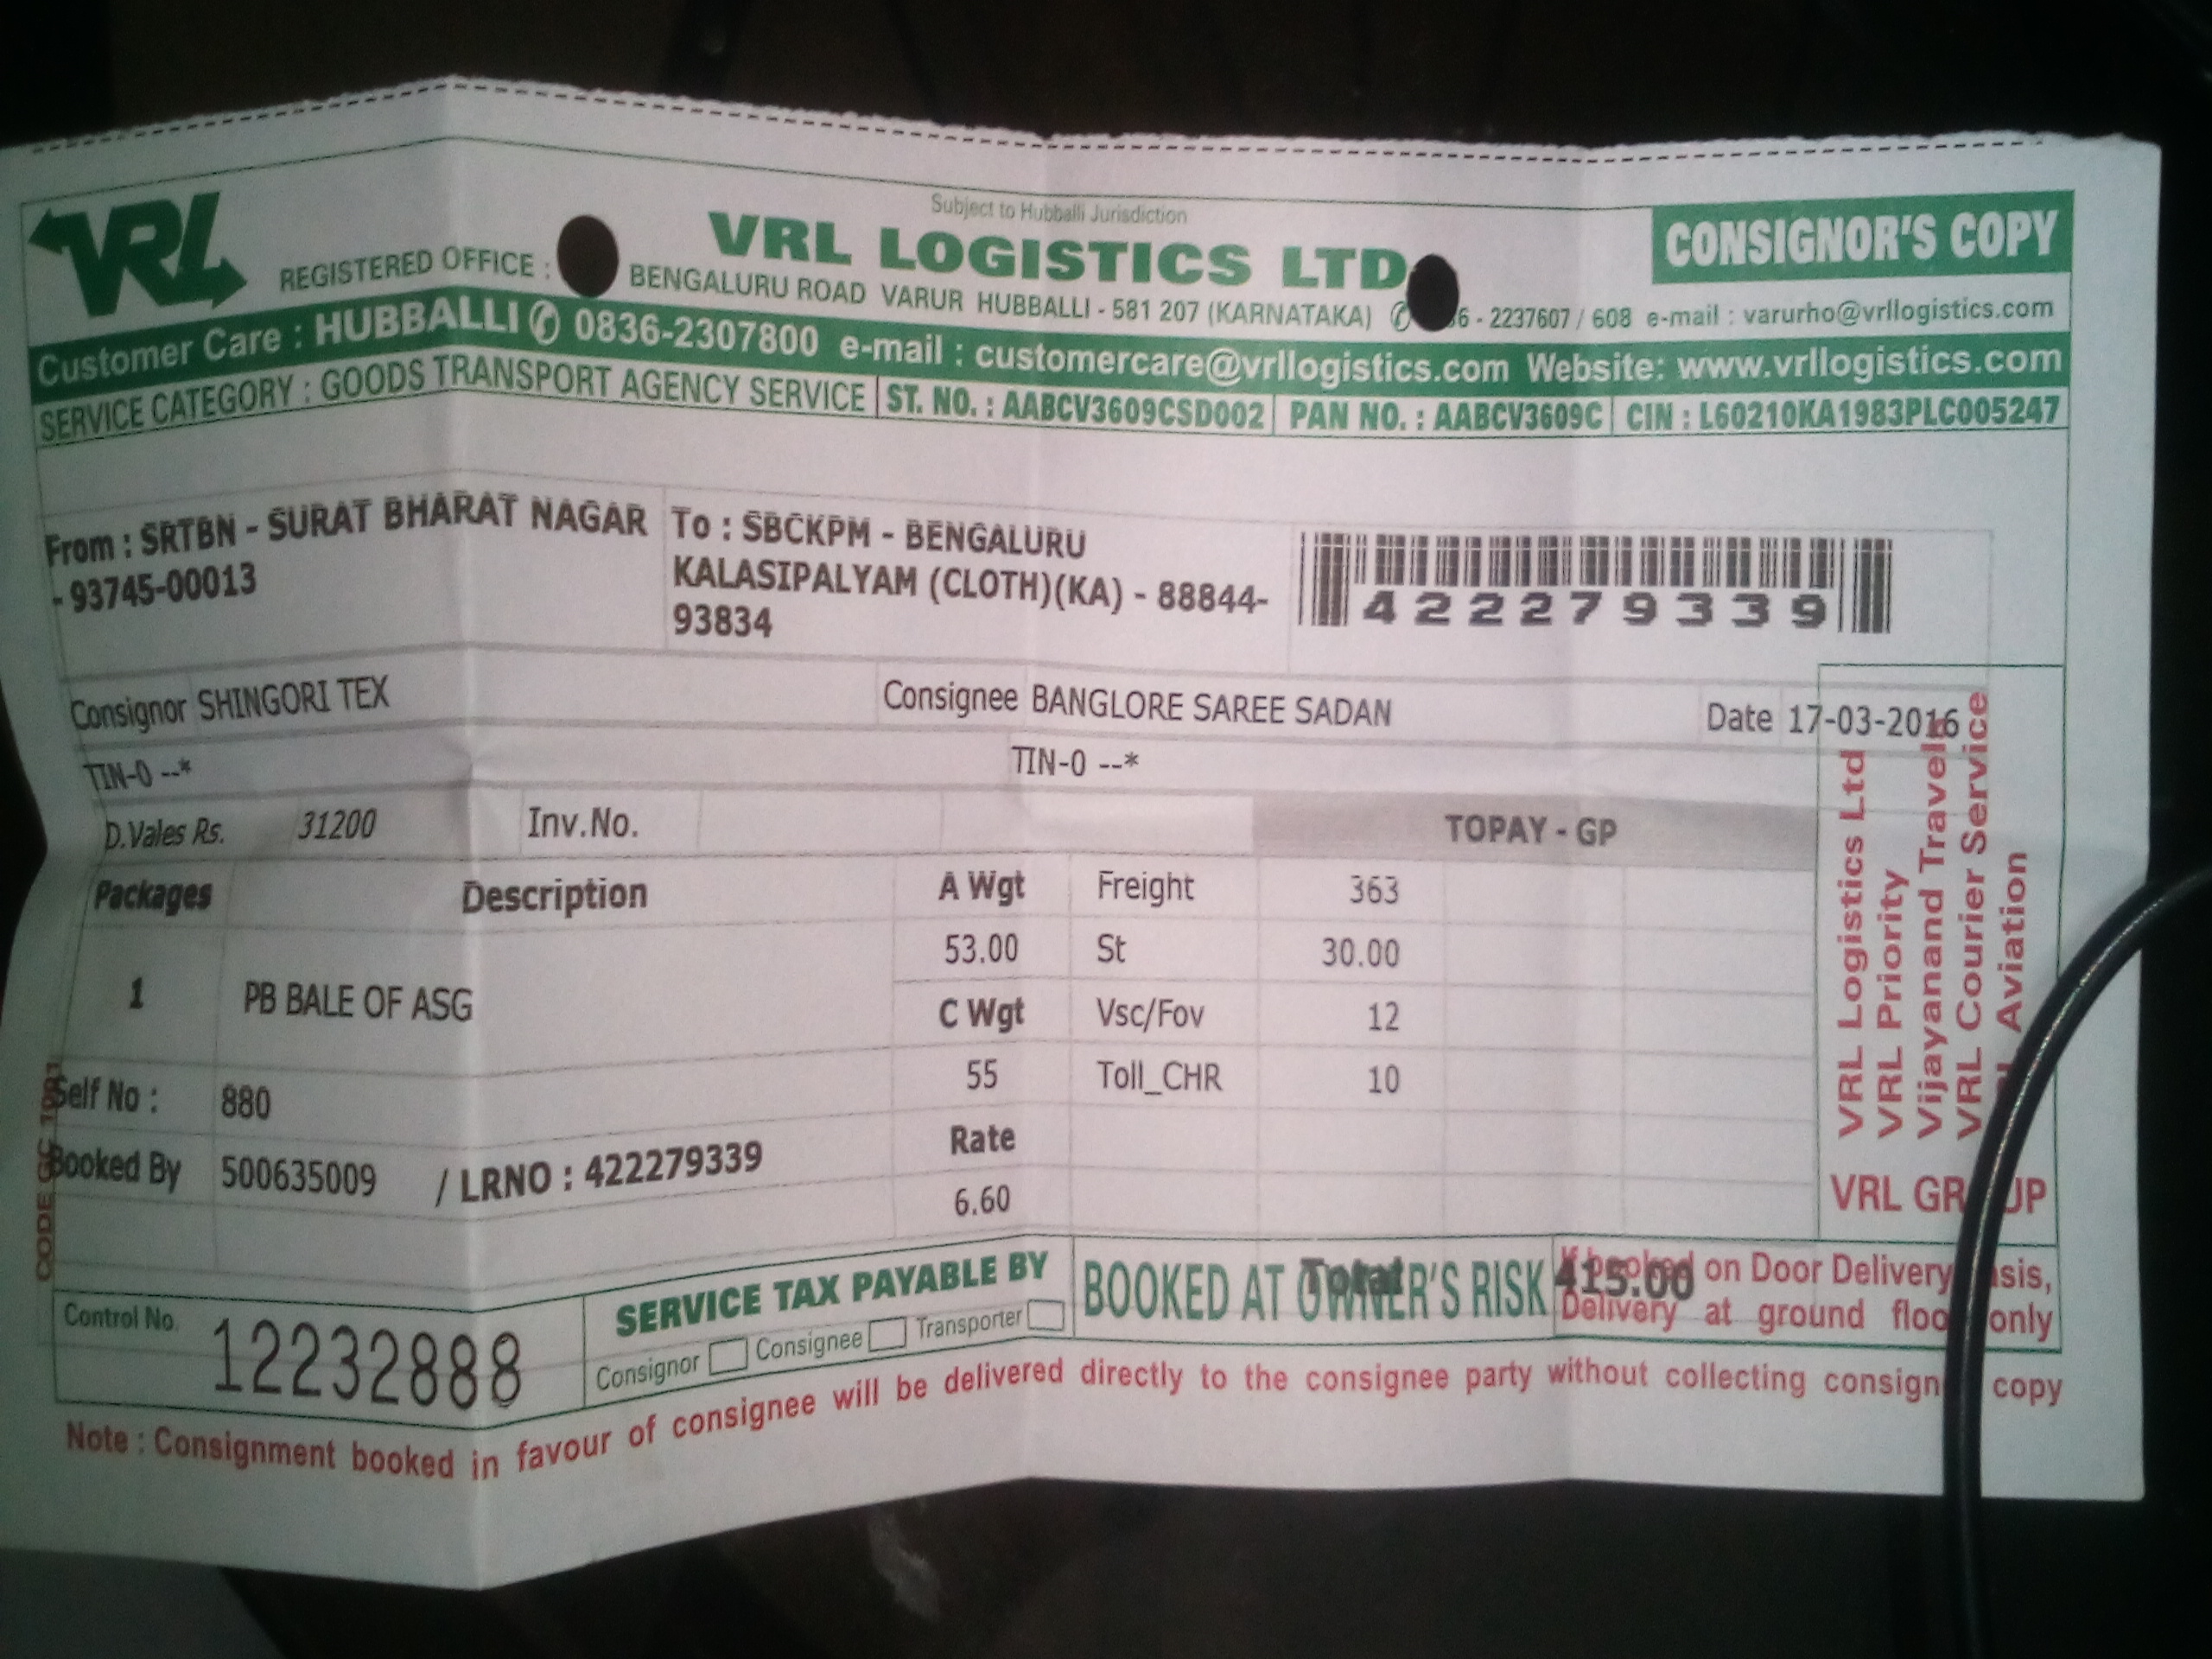 Subject to Hubballi Jurisdiction
VRL
VRL LOGISTICS LTD
CONSIGNOR'S COPY
REGISTERED OFFICE : BENGALURU ROAD VARUR HUBBALLI - 581 207 (KARNATAKA) 6 - 2237607 / 608 e-mail : varurho@vrllogistics.com
Customer Care : HUBBALLI ✆ 0836-2307800 e-mail : customercare@vrllogistics.com Website: www.vrllogistics.com
SERVICE CATEGORY : GOODS TRANSPORT AGENCY SERVICE ST. NO. : AABCV3609CSD002 PAN NO. : AABCV3609C CIN : L60210KA1983PLC005247
From : SRTBN - SURAT BHARAT NAGAR
- 93745-00013
To : SBCKPM - BENGALURU
KALASIPALYAM (CLOTH)(KA) - 88844-
93834
422279339
Consignor SHINGORI TEX Consignee BANGLORE SAREE SADAN Date 17-03-2016
TIN-0 --* TIN-0 --*
D.Vales Rs. 31200 Inv.No. TOPAY - GP
Packages Description A Wgt Freight 363
53.00 St 30.00
1 PB BALE OF ASG C Wgt Vsc/Fov 12
55 Toll_CHR 10
Self No : 880
Rate
Booked By 500635009 / LRNO : 422279339
6.60
VRL Logistics Ltd
VRL Priority
Vijayanand Travels
VRL Courier Service
Aviation
VRL GR UP
CODE GC
Control No. 12232888
SERVICE TAX PAYABLE BY
Consignor Consignee Transporter
BOOKED AT OWNER'S RISK
Total 415.00
If booked on Door Delivery
Delivery at ground floor only
Note : Consignment booked in favour of consignee will be delivered directly to the consignee party without collecting copy